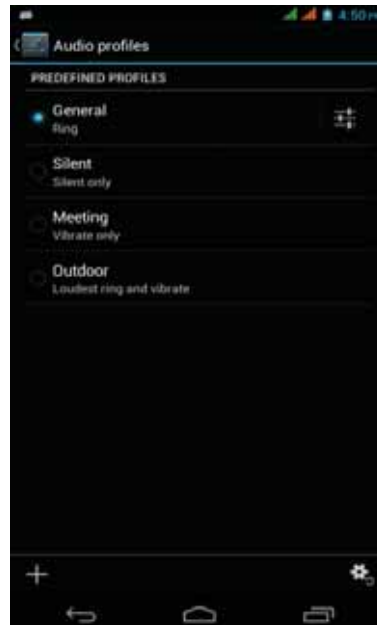 4:50 PM
Audio profiles
PREDEFINED PROFILES
General
Ring
Silent
Silent only
Meeting
Vibrate only
Outdoor
Loudest ring and vibrate